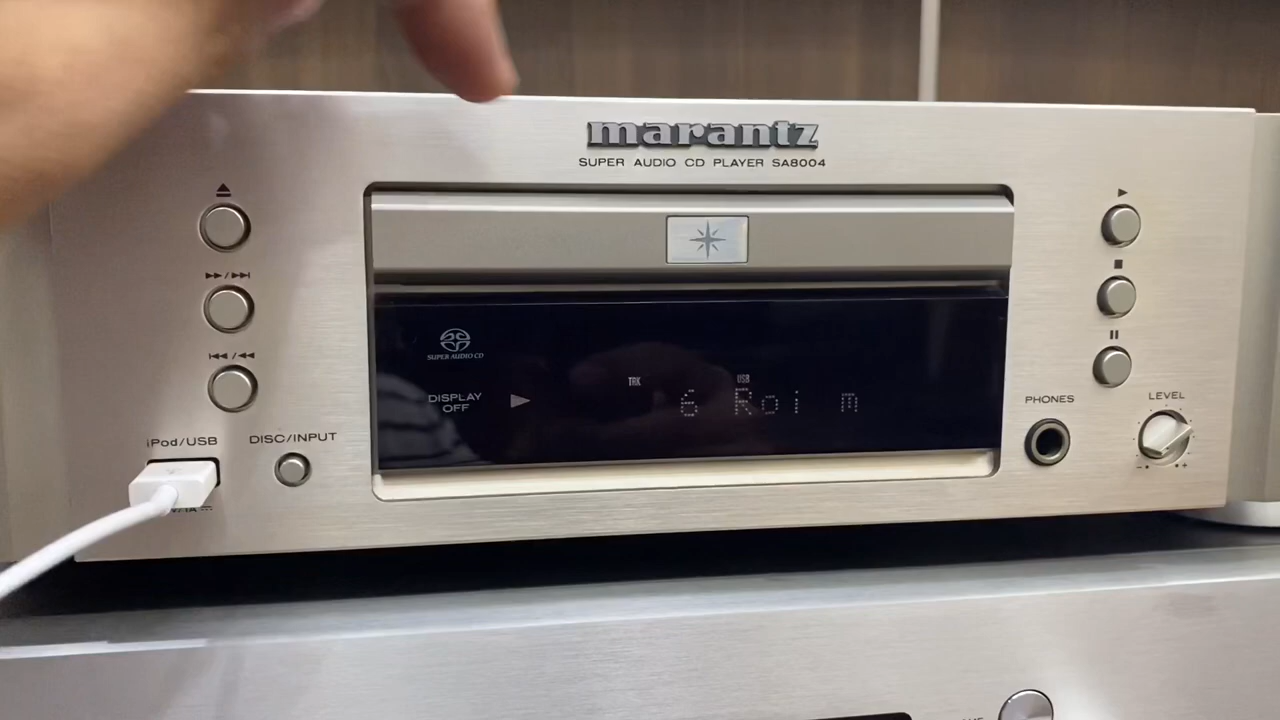 marantz
SUPER AUDIO CD PLAYER SA8004
iPod/USB
DISC/INPUT
SUPER AUDIO CD
DISPLAY
OFF
TRK
USB
6 Roi m
PHONES
LEVEL